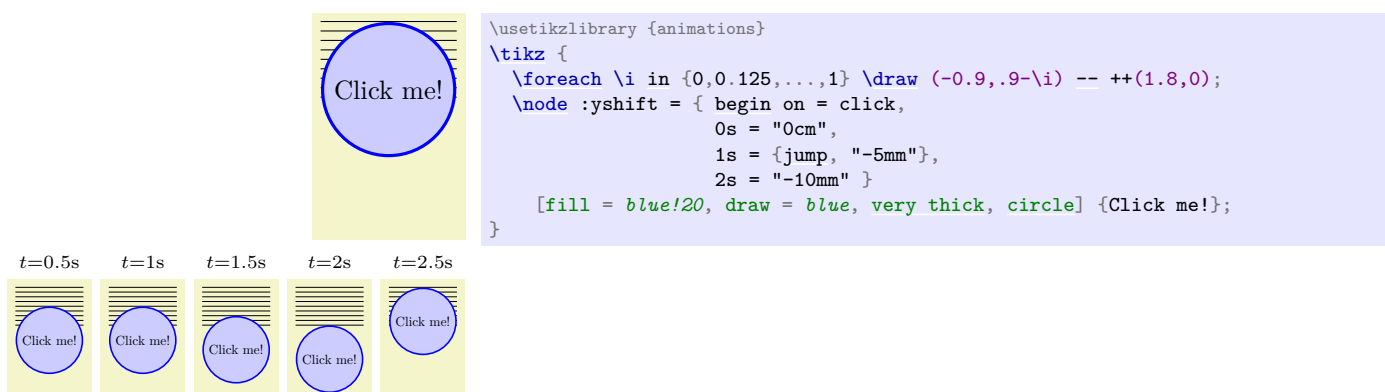 Click me!
\usetikzlibrary {animations}
\tikz {
  \foreach \i in {0,0.125,...,1} \draw (-0.9,.9-\i) -- ++(1.8,0);
  \node :yshift = { begin on = click,
                    0s = "0cm",
                    1s = {jump, "-5mm"},
                    2s = "-10mm" }
    [fill = blue!20, draw = blue, very thick, circle] {Click me!};
}
t=0.5s t=1s t=1.5s t=2s t=2.5s
Click me! Click me! Click me! Click me! Click me!